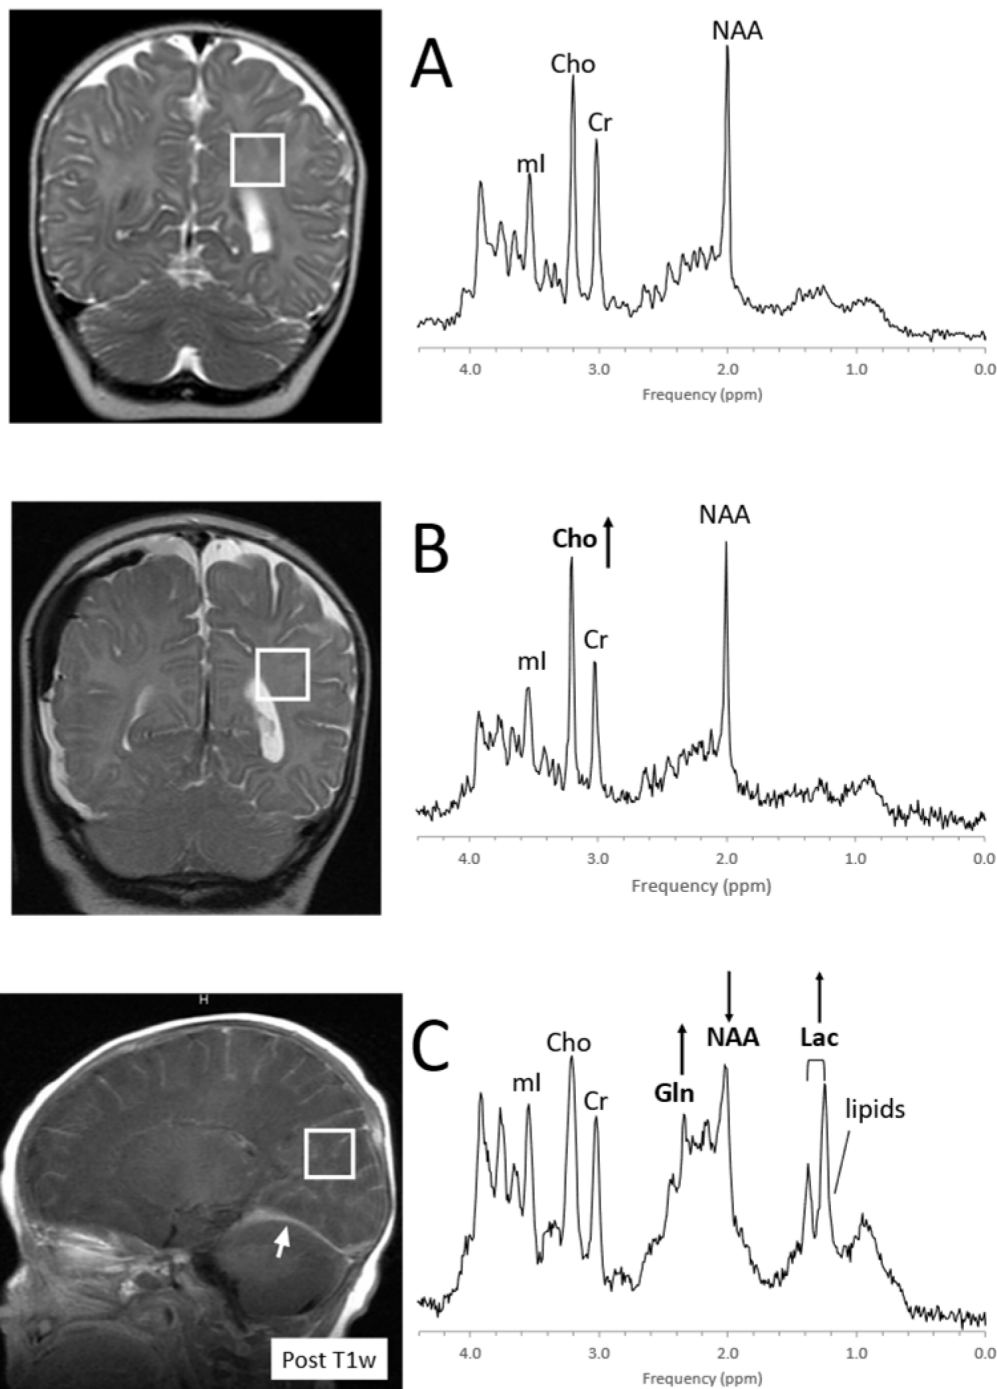 A
NAA
Cho
Cr
mI
4.0 3.0 2.0 1.0 0.0
Frequency (ppm)
B
Cho
NAA
Cr
mI
4.0 3.0 2.0 1.0 0.0
Frequency (ppm)
H
C
Cho
NAA
Lac
mI
Cr
Gln
lipids
4.0 3.0 2.0 1.0 0.0
Frequency (ppm)
Post T1w